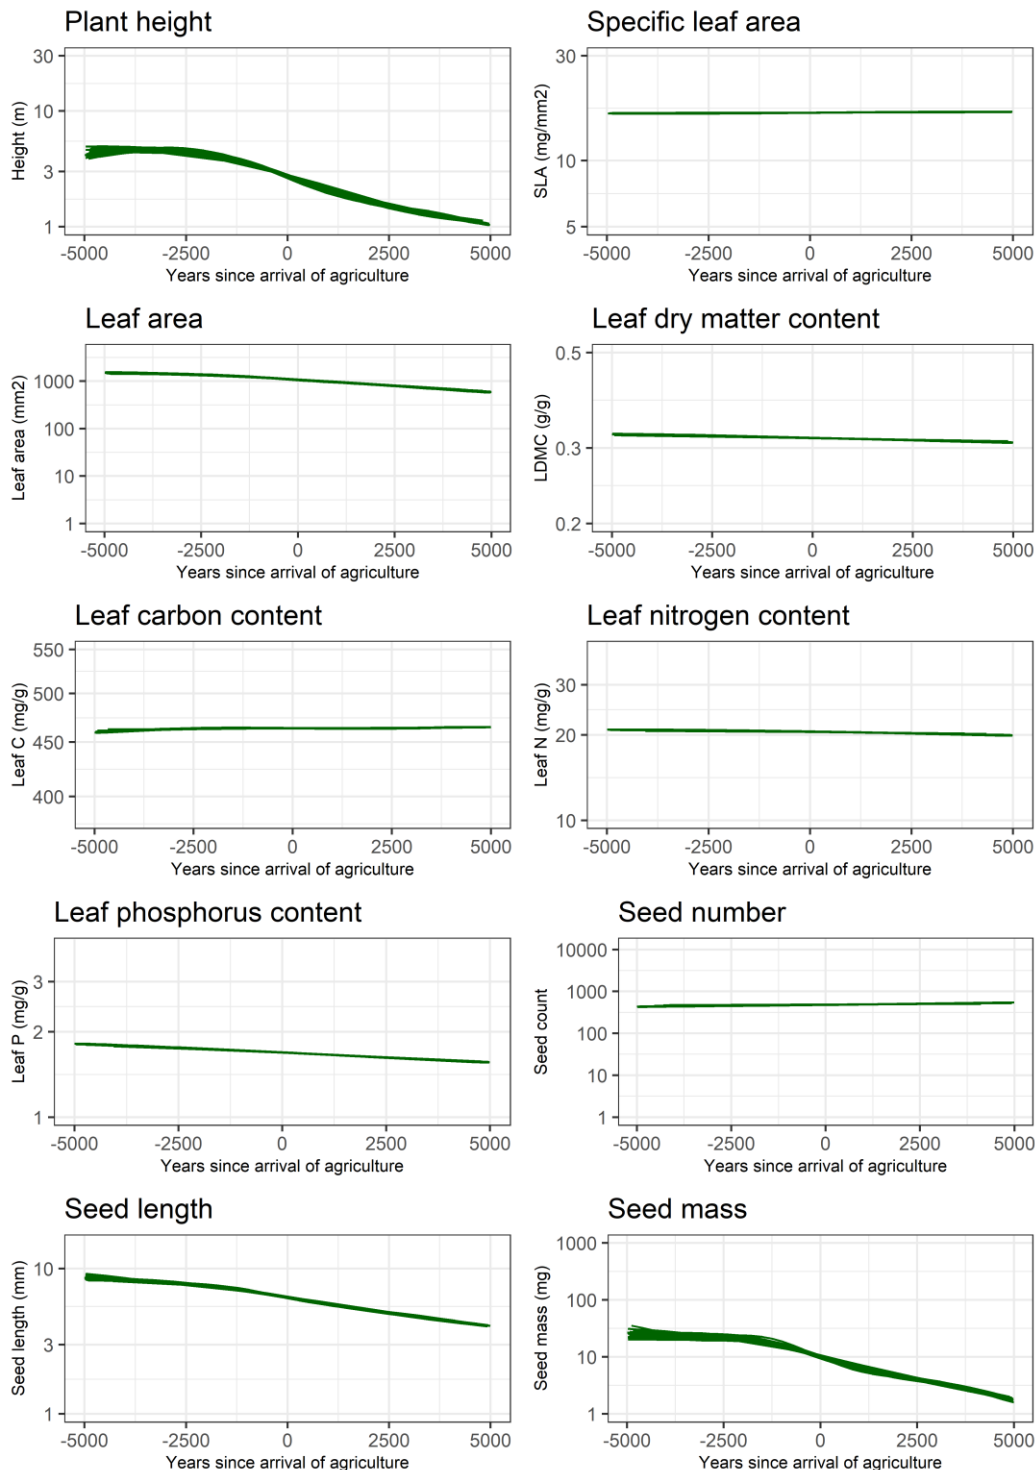 Plant height
Height (m)
30
10
3
1
-5000 -2500 0 2500 5000
Years since arrival of agriculture
Specific leaf area
SLA (mg/mm2)
30
10
5
-5000 -2500 0 2500 5000
Years since arrival of agriculture
Leaf area
Leaf area (mm2)
1000
100
10
1
-5000 -2500 0 2500 5000
Years since arrival of agriculture
Leaf dry matter content
LDMC (g/g)
0.5
0.3
0.2
-5000 -2500 0 2500 5000
Years since arrival of agriculture
Leaf carbon content
Leaf C (mg/g)
550
500
450
400
-5000 -2500 0 2500 5000
Years since arrival of agriculture
Leaf nitrogen content
Leaf N (mg/g)
30
20
10
-5000 -2500 0 2500 5000
Years since arrival of agriculture
Leaf phosphorus content
Leaf P (mg/g)
3
2
1
-5000 -2500 0 2500 5000
Years since arrival of agriculture
Seed number
Seed count
10000
1000
100
10
1
-5000 -2500 0 2500 5000
Years since arrival of agriculture
Seed length
Seed length (mm)
10
3
1
-5000 -2500 0 2500 5000
Years since arrival of agriculture
Seed mass
Seed mass (mg)
1000
100
10
1
-5000 -2500 0 2500 5000
Years since arrival of agriculture